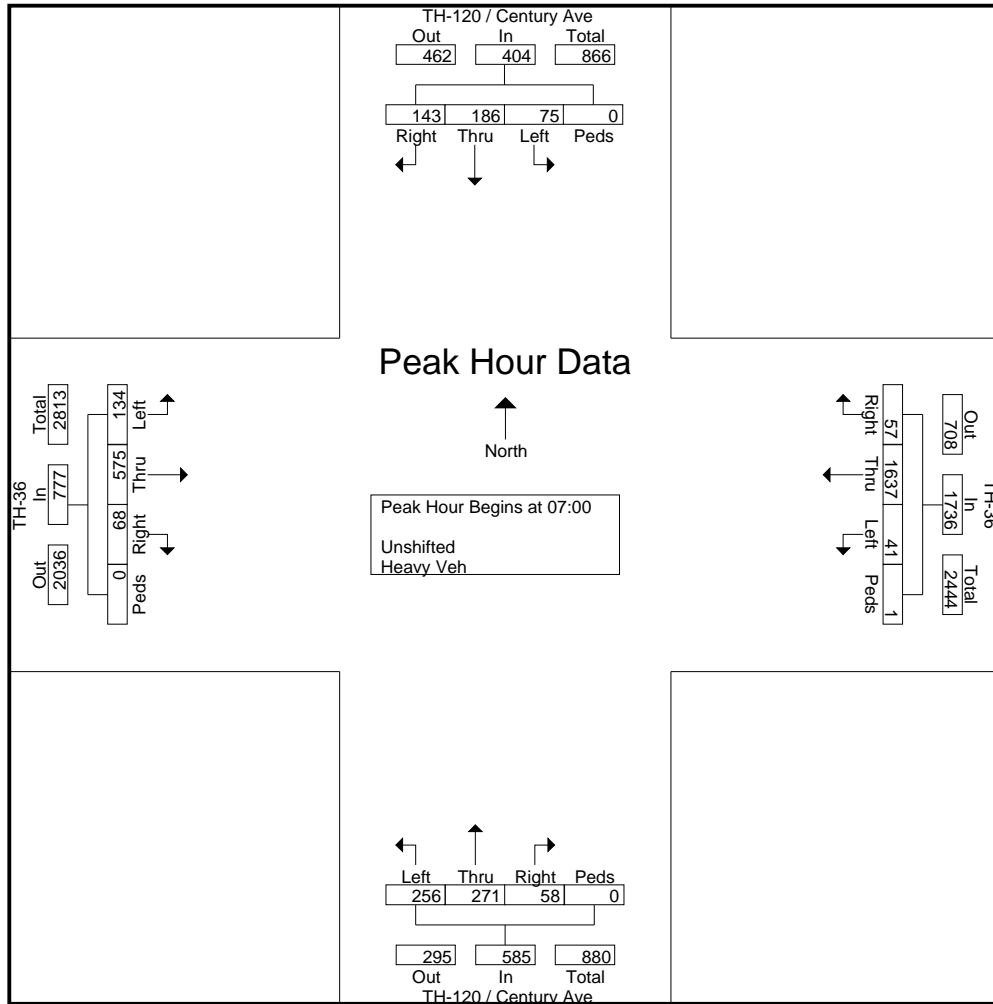 TH-120 / Century Ave
Out In Total
462 404 866
143 186 75 0
Right Thru Left Peds
Peak Hour Data
North
Peak Hour Begins at 07:00
Unshifted
Heavy Veh
TH-36
Total In Out
2813 777 2036
134 575 68 0
Left Thru Right Peds
Right Thru Left Peds
57 1637 41 1
708 1736 2444
Out In Total
TH-36
Left Thru Right Peds
256 271 58 0
295 585 880
Out In Total
TH-120 / Century Ave